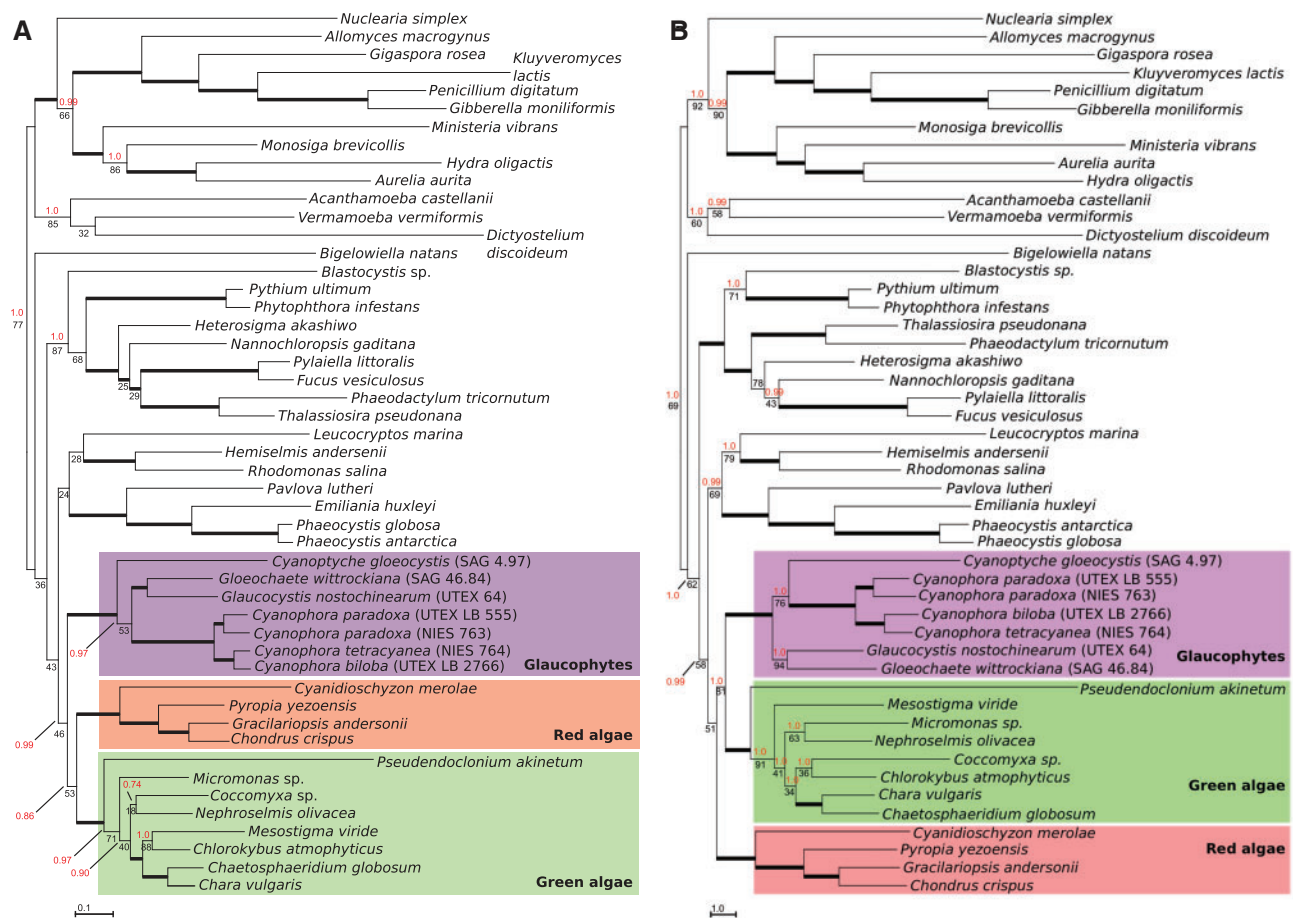 A
Nuclearia simplex
Allomyces macrogynus
Gigaspora rosea
Kluyveromyces
lactis
0.99
66
Penicillium digitatum
Gibberella moniliformis
Ministeria vibrans
Monosiga brevicollis
1.0
86
Hydra oligactis
Aurelia aurita
Acanthamoeba castellanii
1.0
85
Vermamoeba vermiformis
32
Dictyostelium
discoideum
Bigelowiella natans
Blastocystis sp.
Pythium ultimum
Phytophthora infestans
1.0
77
Heterosigma akashiwo
1.0
87
Nannochloropsis gaditana
68
Pylaiella littoralis
Fucus vesiculosus
25
29
Phaeodactylum tricornutum
Thalassiosira pseudonana
Leucocryptos marina
Hemiselmis andersenii
28
Rhodomonas salina
Pavlova lutheri
24
Emiliania huxleyi
Phaeocystis globosa
Phaeocystis antarctica
Cyanoptyche gloeocystis (SAG 4.97)
36
Gloeochaete wittrockiana (SAG 46.84)
Glaucocystis nostochinearum (UTEX 64)
Cyanophora paradoxa (UTEX LB 555)
53
Cyanophora paradoxa (NIES 763)
0.97
Cyanophora tetracyanea (NIES 764)
43
Cyanophora biloba (UTEX LB 2766)
Glaucophytes
Cyanidioschyzon merolae
Pyropia yezoensis
Gracilariopsis andersonii
46
0.99
Chondrus crispus
Red algae
Pseudendoclonium akinetum
Micromonas sp.
0.74
53
Coccomyxa sp.
18
Nephroselmis olivacea
0.86
Mesostigma viride
71
40
1.0
88
Chlorokybus atmophyticus
0.97
Chaetosphaeridium globosum
0.90
Chara vulgaris
Green algae
0.1
B
Nuclearia simplex
Allomyces macrogynus
Gigaspora rosea
Kluyveromyces lactis
Penicillium digitatum
1.0
92
0.99
90
Gibberella moniliformis
Monosiga brevicollis
Ministeria vibrans
Aurelia aurita
Hydra oligactis
Acanthamoeba castellanii
0.99
58
1.0
60
Vermamoeba vermiformis
Dictyostelium discoideum
Bigelowiella natans
Blastocystis sp.
1.0
71
Pythium ultimum
Phytophthora infestans
Thalassiosira pseudonana
Phaeodactylum tricornutum
Heterosigma akashiwo
78
Nannochloropsis gaditana
0.99
43
1.0
69
Pylaiella littoralis
Fucus vesiculosus
Leucocryptos marina
1.0
79
Hemiselmis andersenii
Rhodomonas salina
0.99
69
Pavlova lutheri
Emiliania huxleyi
Phaeocystis antarctica
Phaeocystis globosa
Cyanoptyche gloeocystis (SAG 4.97)
62
1.0
Cyanophora paradoxa (UTEX LB 555)
1.0
76
Cyanophora paradoxa (NIES 763)
Cyanophora biloba (UTEX LB 2766)
Cyanophora tetracyanea (NIES 764)
Glaucocystis nostochinearum (UTEX 64)
1.0
94
Gloeochaete wittrockiana (SAG 46.84)
Glaucophytes
58
0.99
1.0
81
Pseudendoclonium akinetum
Mesostigma viride
51
Micromonas sp.
1.0
63
Nephroselmis olivacea
1.0
91
1.0
41
Coccomyxa sp.
1.0
36
Chlorokybus atmophyticus
1.0
34
Chara vulgaris
Green algae
Chaetosphaeridium globosum
Cyanidioschyzon merolae
Pyropia yezoensis
Red algae
Gracilariopsis andersonii
Chondrus crispus
1.0